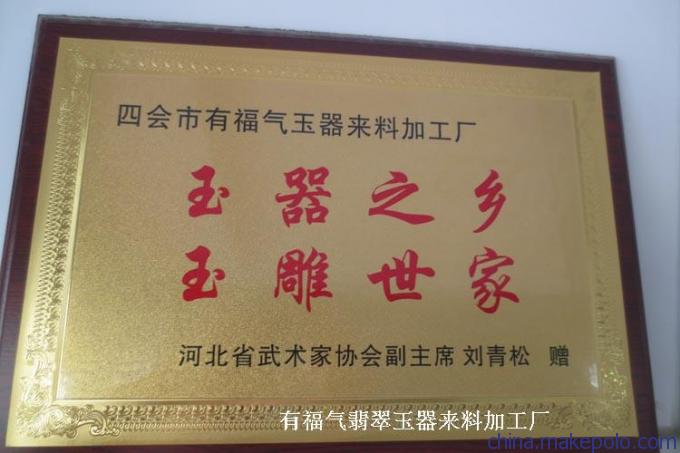 四会市有福气玉器来料加工厂
玉器之乡
玉雕世家
河北省武术家协会副主席 刘青松 赠
有福气翡翠玉器来料加工厂
china.makepolo.com